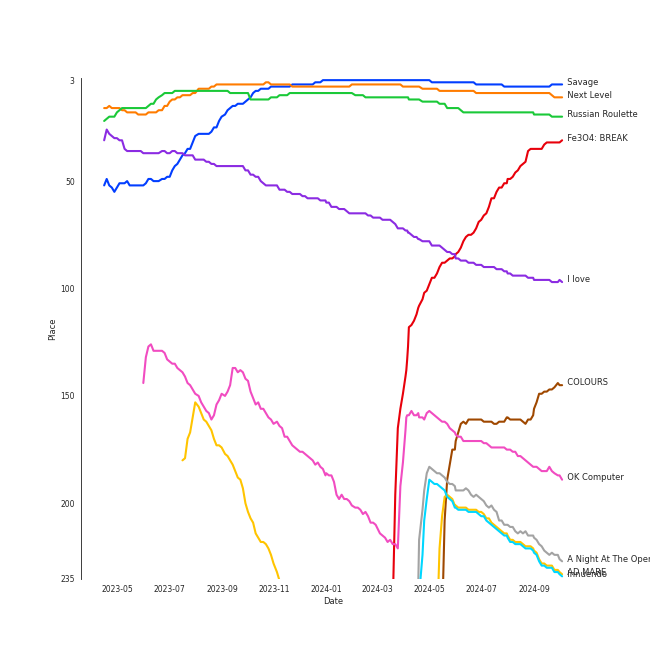 3
50
100
150
200
235
Place
2023-05
2023-07
2023-09
2023-11
2024-01
2024-03
2024-05
2024-07
2024-09
Date
Savage
Next Level
Russian Roulette
Fe3O4: BREAK
I love
COLOURS
OK Computer
A Night At The Oper
AD MARE
Innuendo